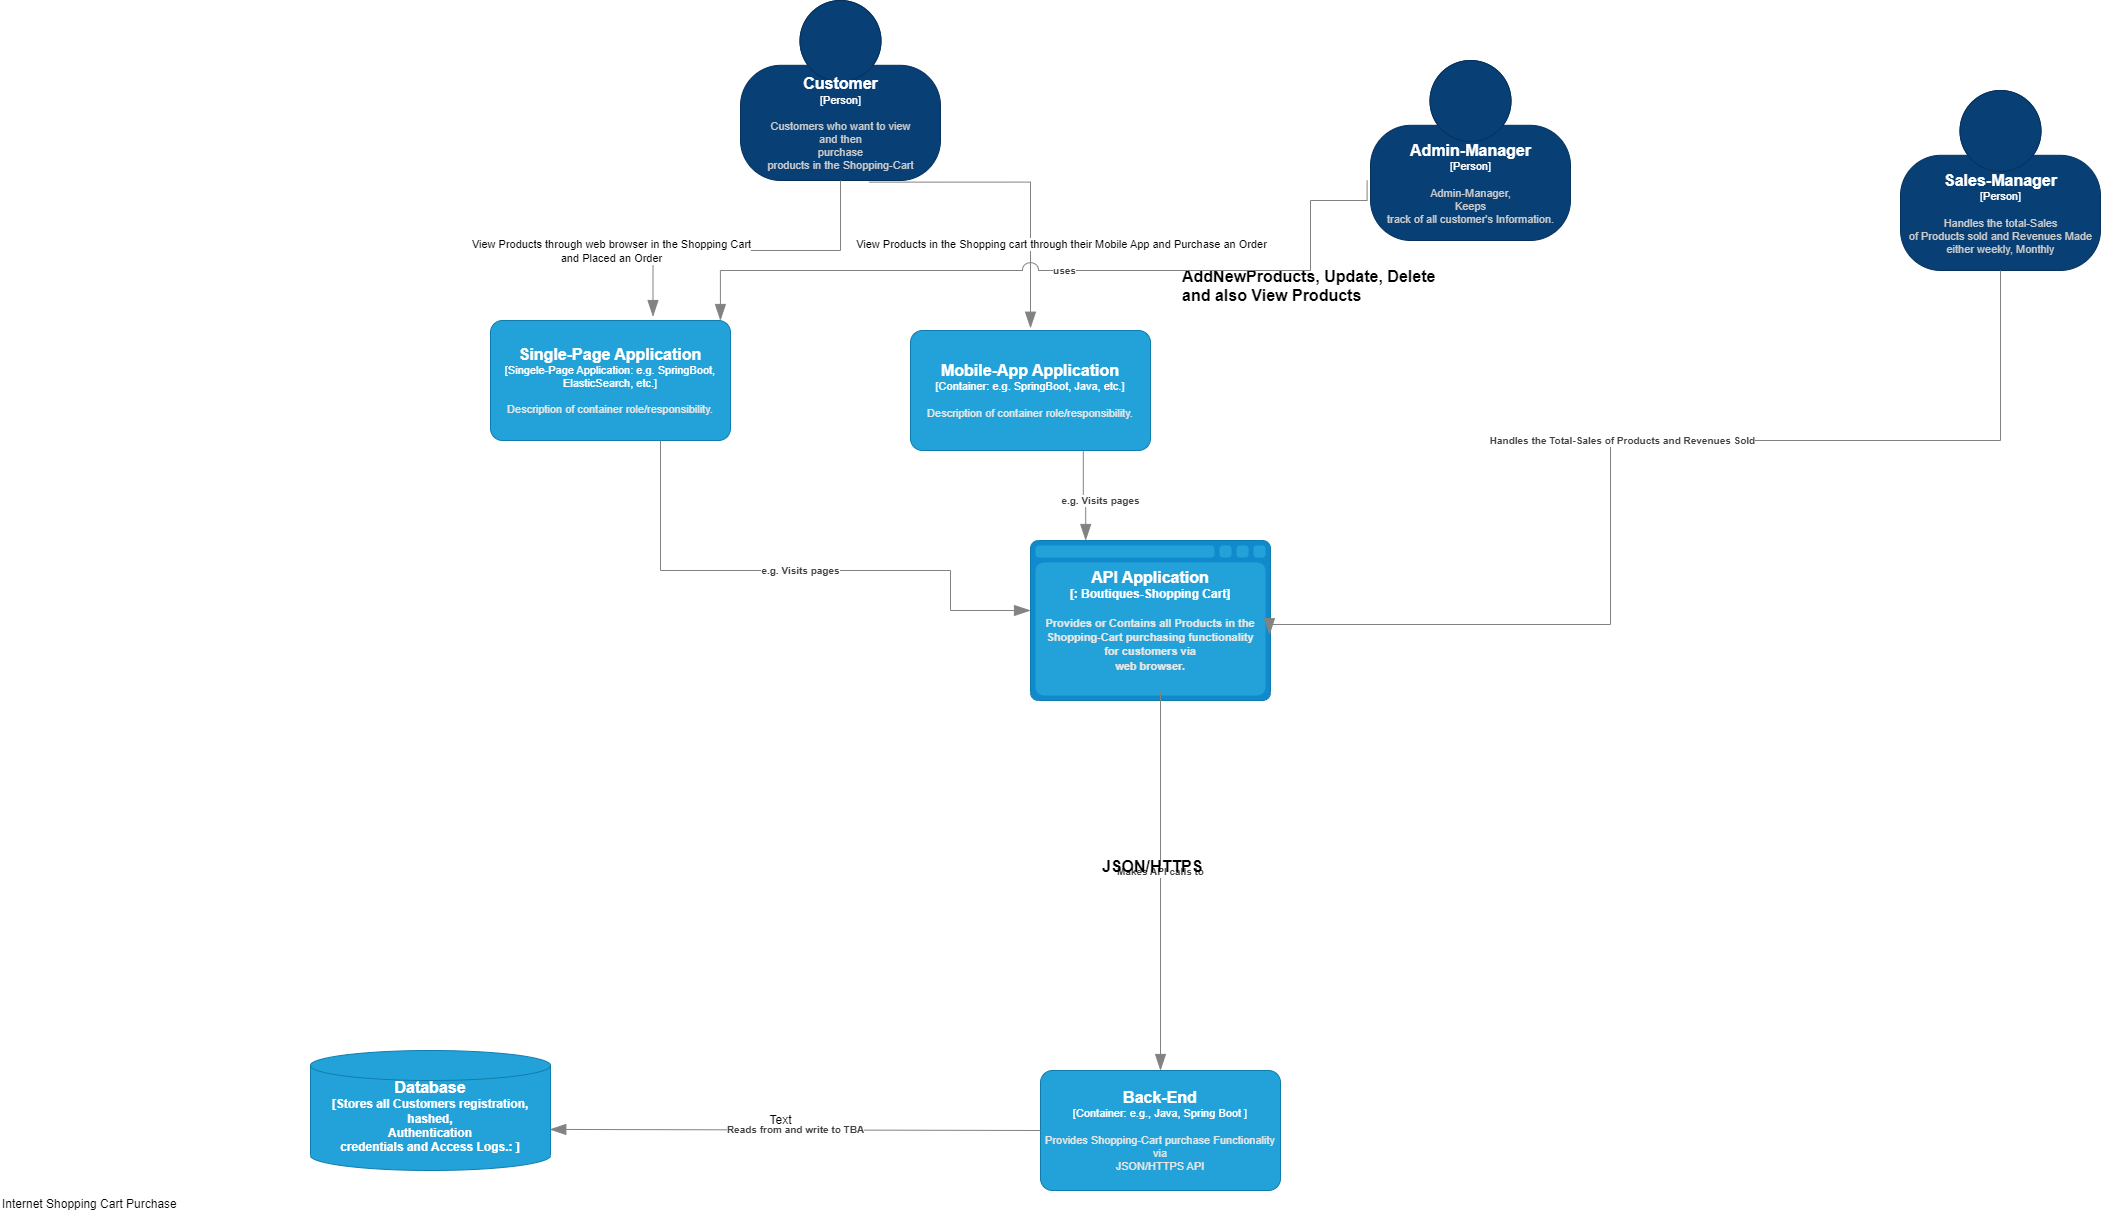 Customer
[Person]
Customers who want to view
and then
purchase
products in the Shopping-Cart
Admin-Manager
[Person]
Admin-Manager,
Keeps
track of all customer's Information.
Sales-Manager
[Person]
Handles the total-Sales
of Products sold and Revenues Made
either weekly, Monthly
View Products through web browser in the Shopping Cart
and Placed an Order
View Products in the Shopping cart through their Mobile App and Purchase an Order
uses
AddNewProducts, Update, Delete
and also View Products
Single-Page Application
[Singele-Page Application: e.g. SpringBoot,
ElasticSearch, etc.]
Description of container role/responsibility.
Mobile-App Application
[Container: e.g. SpringBoot, Java, etc.]
Description of container role/responsibility.
Handles the Total-Sales of Products and Revenues Sold
e.g. Visits pages
e.g. Visits pages
API Application
[: Boutiques-Shopping Cart]
Provides or Contains all Products in the
Shopping-Cart purchasing functionality
for customers via
web browser.
JSON/HTTPS
Makes API calls to
Database
[Stores all Customers registration,
hashed,
Authentication
credentials and Access Logs.: ]
Text
Reads from and write to TBA
Back-End
[Container: e.g., Java, Spring Boot ]
Provides Shopping-Cart purchase Functionality
via
JSON/HTTPS API
Internet Shopping Cart Purchase